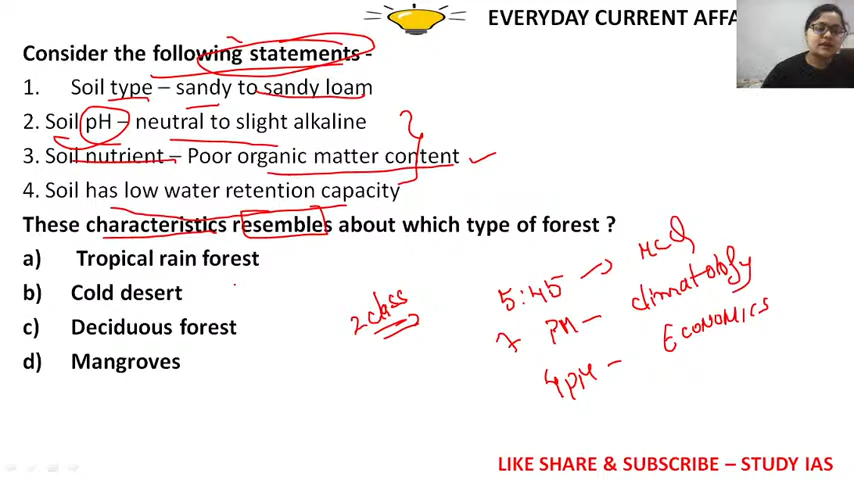 EVERYDAY CURRENT AFFA
Consider the following statements -
1. Soil type – sandy to sandy loam
2. Soil pH – neutral to slight alkaline
3. Soil nutrient – Poor organic matter content
4. Soil has low water retention capacity
These characteristics resembles about which type of forest ?
a) Tropical rain forest
b) Cold desert
c) Deciduous forest
d) Mangroves
2 class
5:45 → MCQ
7 PM – climatology
4 PM – ECONOMICS
LIKE SHARE & SUBSCRIBE – STUDY IAS